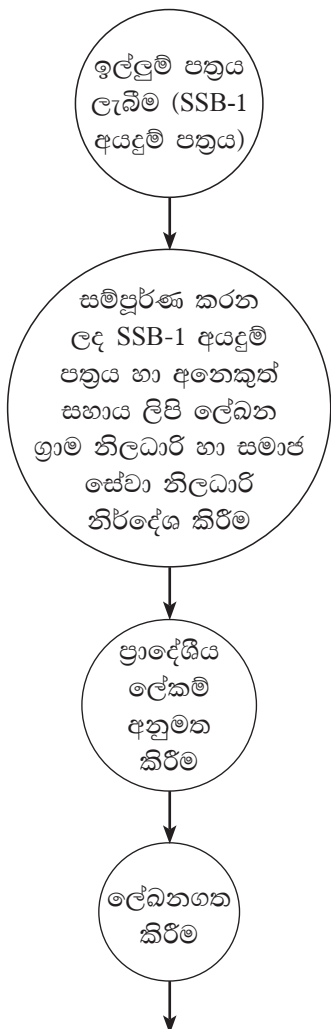 ඉල්ලුම් පත්‍රය
ලැබීම (SSB-1
අයදුම් පත්‍රය)
සම්පූර්ණ කරන
ලද SSB-1 අයදුම්
පත්‍රය හා අනෙකුත්
සහාය ලිපි ලේඛන
ග්‍රාම නිලධාරි හා සමාජ
සේවා නිලධාරි
නිර්දේශ කිරීම
ප්‍රාදේශීය
ලේකම්
අනුමත
කිරීම
ලේඛනගත
කිරීම